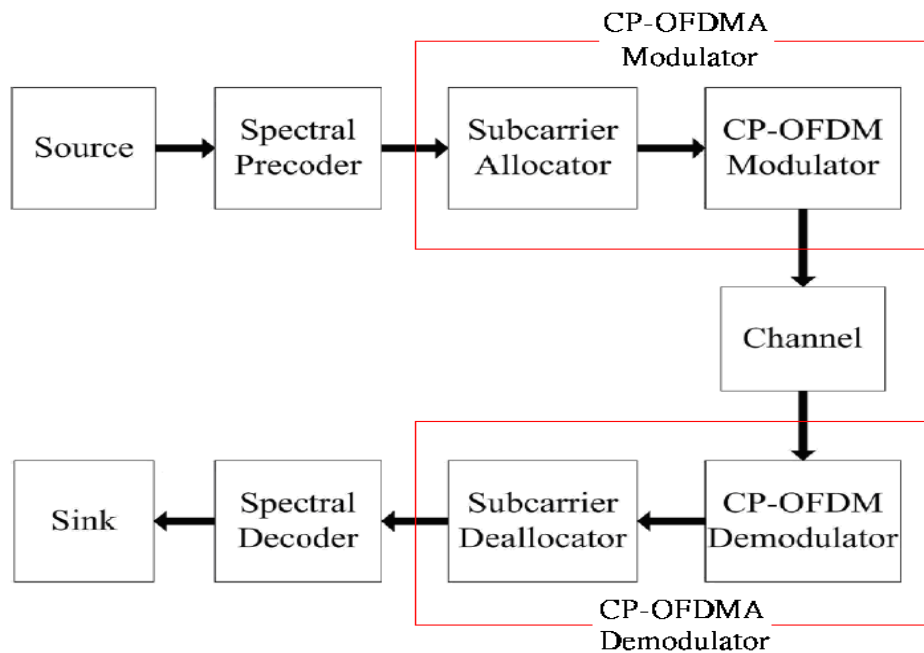 CP-OFDMA
Modulator
Source
Spectral
Precoder
Subcarrier
Allocator
CP-OFDM
Modulator
Channel
Sink
Spectral
Decoder
Subcarrier
Deallocator
CP-OFDM
Demodulator
CP-OFDMA
Demodulator